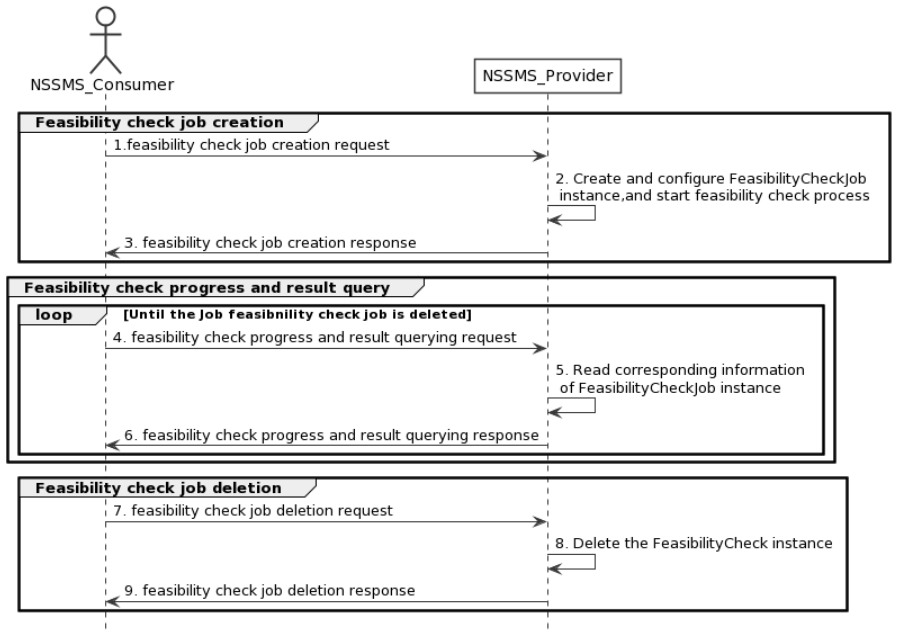 NSSMS_Consumer
NSSMS_Provider
Feasibility check job creation
1.feasibility check job creation request
2. Create and configure FeasibilityCheckJob
instance,and start feasibility check process
3. feasibility check job creation response
Feasibility check progress and result query
loop [Until the Job feasibnility check job is deleted]
4. feasibility check progress and result querying request
5. Read corresponding information
of FeasibilityCheckJob instance
6. feasibility check progress and result querying response
Feasibility check job deletion
7. feasibility check job deletion request
8. Delete the FeasibilityCheck instance
9. feasibility check job deletion response